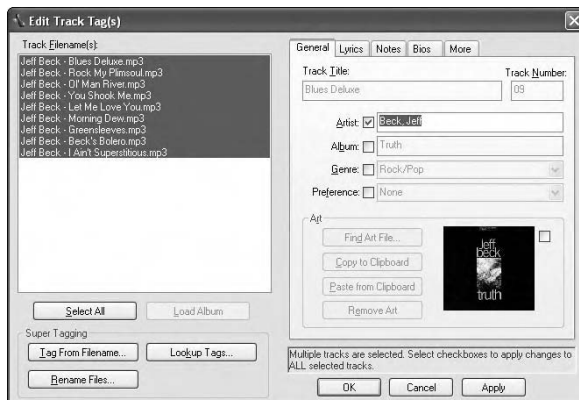 Edit Track Tag(s)
Track Filename(s):
Jeff Beck - Blues Deluxe.mp3
Jeff Beck - Rock My Plimsoul.mp3
Jeff Beck - Ol' Man River.mp3
Jeff Beck - You Shook Me.mp3
Jeff Beck - Let Me Love You.mp3
Jeff Beck - Morning Dew.mp3
Jeff Beck - Greensleeves.mp3
Jeff Beck - Beck's Bolero.mp3
Jeff Beck - I Ain't Superstitious.mp3
Select All
Load Album
Super Tagging
Tag From Filename...
Lookup Tags...
Rename Files...
General Lyrics Notes Bios More
Track Title:
Track Number:
Blues Deluxe
09
Artist: Beck, Jeff
Album: Truth
Genre: Rock/Pop
Preference: None
Art
Find Art File...
Copy to Clipboard
Paste from Clipboard
Remove Art
Jeff
beck
truth
Multiple tracks are selected. Select checkboxes to apply changes to
ALL selected tracks.
OK Cancel Apply